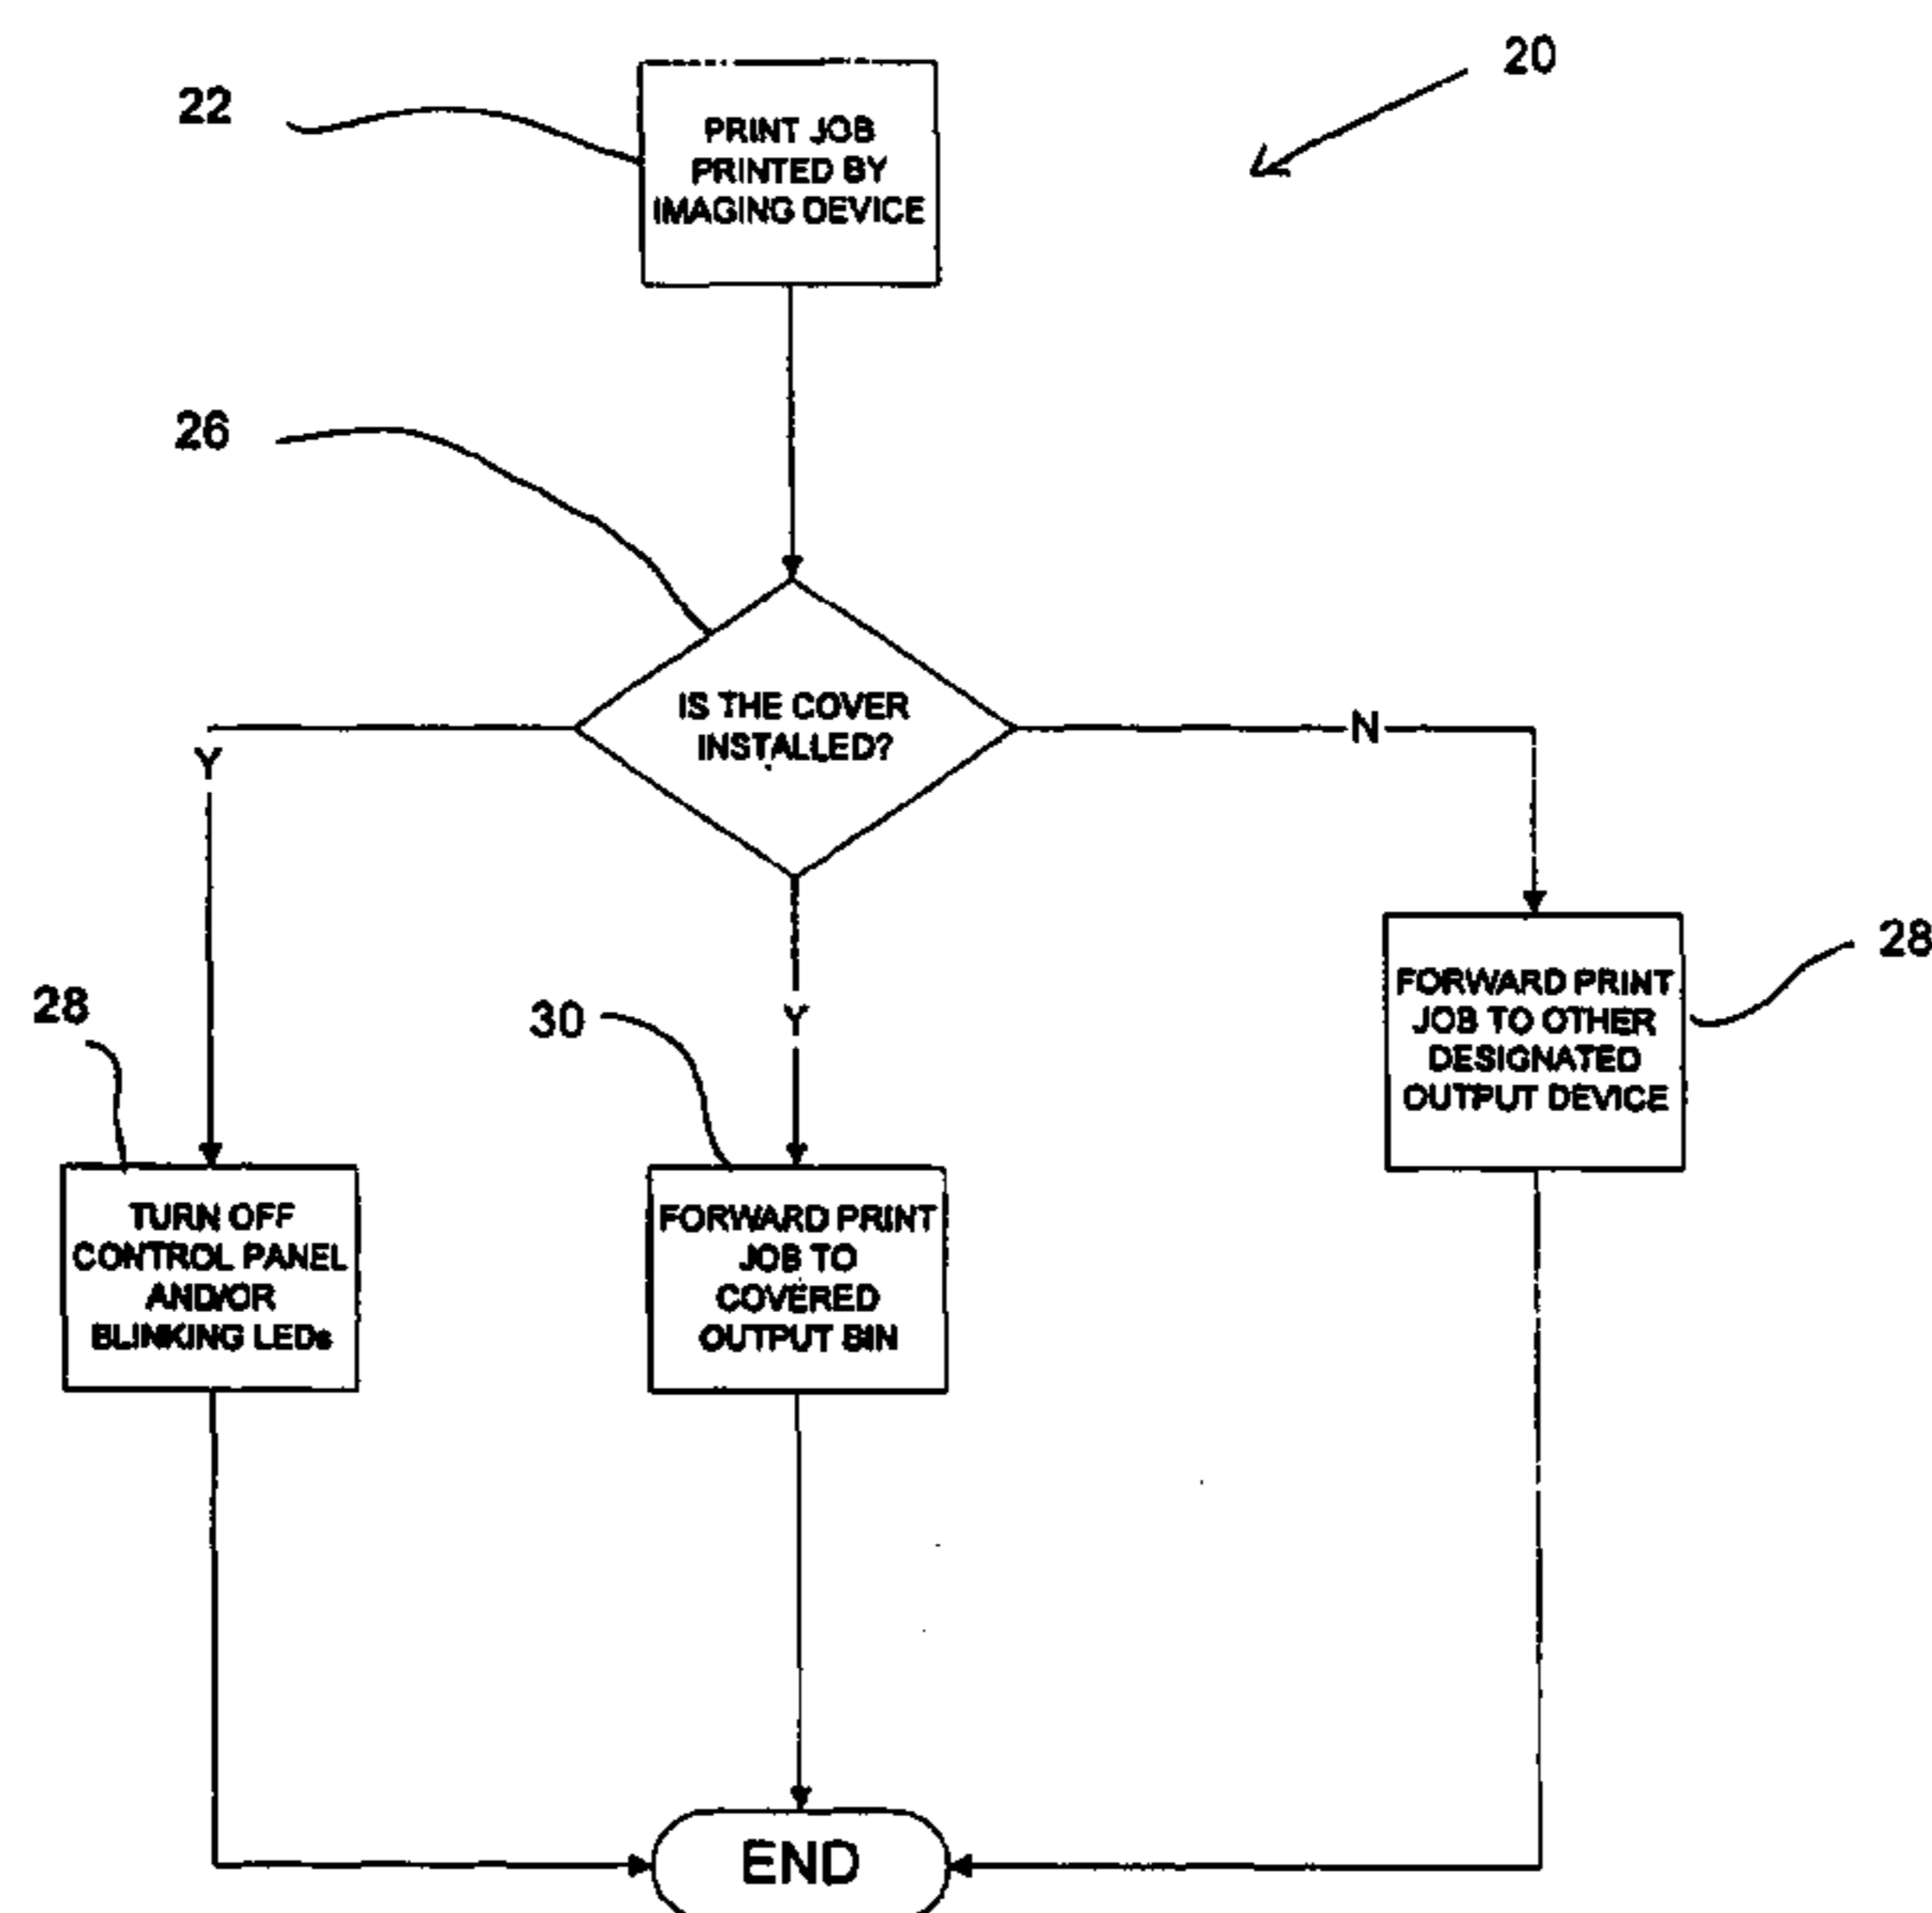 20
22
PRINT JOB
PRINTED BY
IMAGING DEVICE
26
IS THE COVER
INSTALLED?
Y
N
28
30
Y
28
FORWARD PRINT
JOB TO OTHER
DESIGNATED
OUTPUT DEVICE
TURN OFF
CONTROL PANEL
AND/OR
BLINKING LEDs
FORWARD PRINT
JOB TO
COVERED
OUTPUT BIN
END